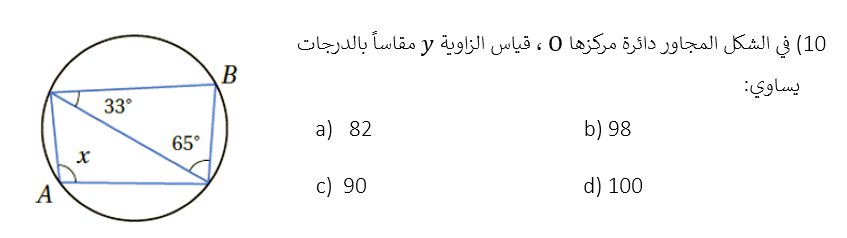 10) في الشكل المجاور دائرة مركزها O ، قياس الزاوية y مقاساً بالدرجات
يساوي:
a) 82
b) 98
c) 90
d) 100
B
33°
65°
x
A